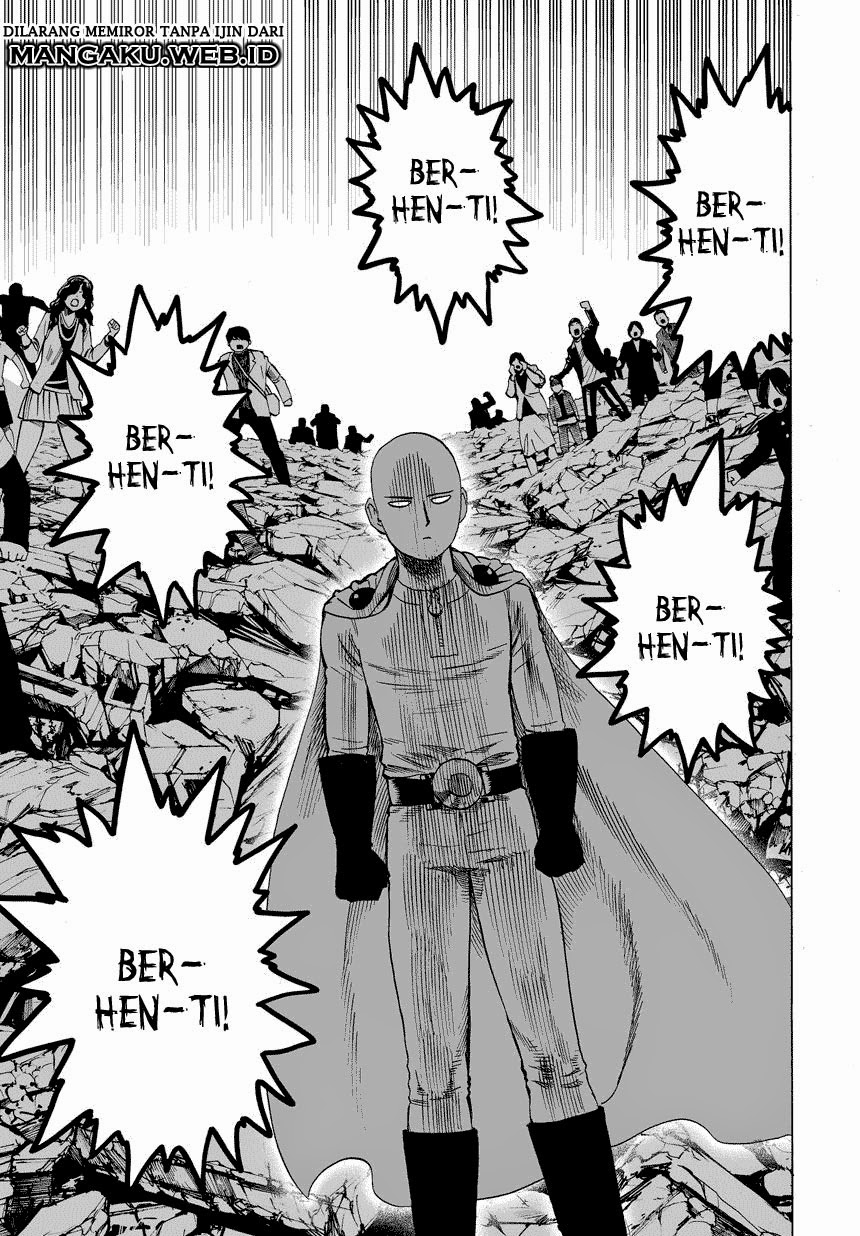 DILARANG MEMIROR TANPA IJIN DARI
MANGAKU.WEB.ID
BER-
HEN-TI!
BER-
HEN-TI!
BER-
HEN-TI!
BER-
HEN-TI!
BER-
HEN-TI!